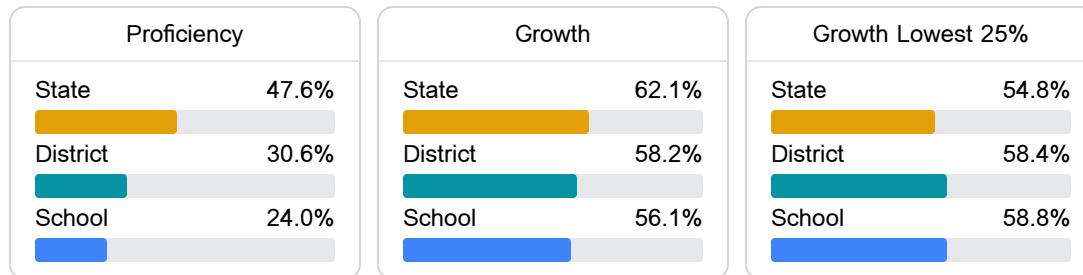 Proficiency
State 47.6%
District 30.6%
School 24.0%
Growth
State 62.1%
District 58.2%
School 56.1%
Growth Lowest 25%
State 54.8%
District 58.4%
School 58.8%